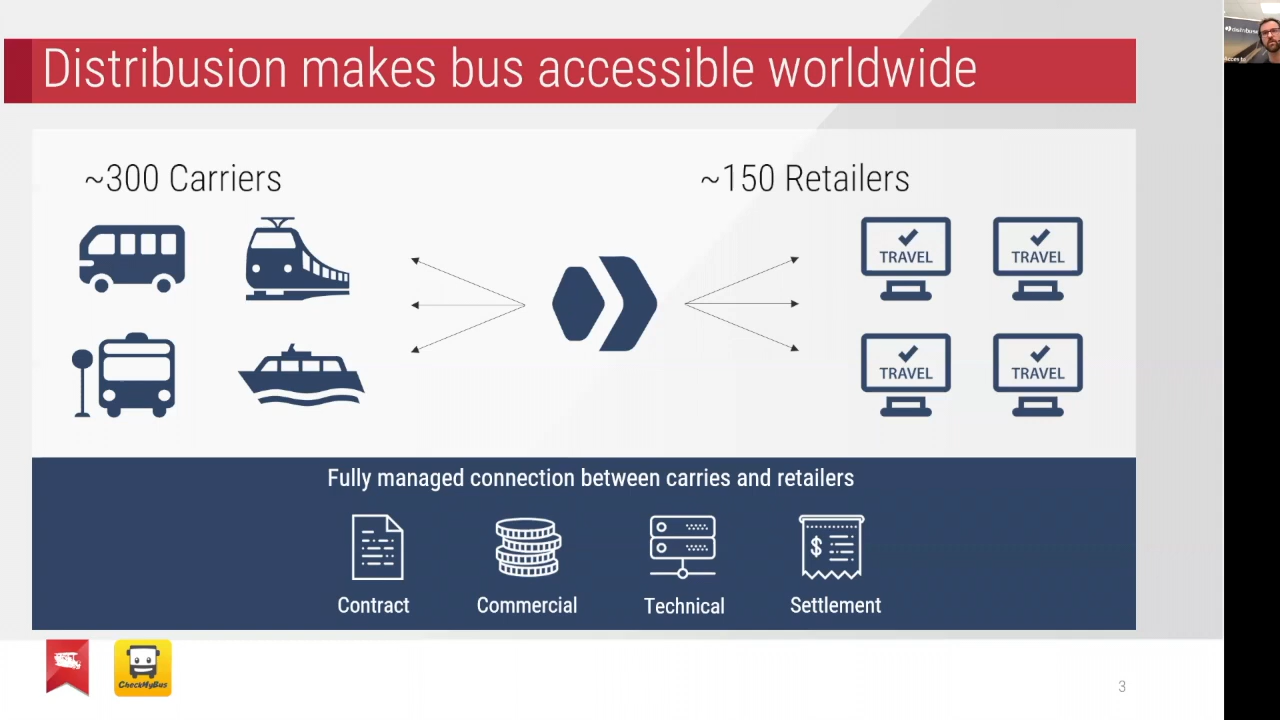 Distribusion makes bus accessible worldwide
~300 Carriers
~150 Retailers
TRAVEL
TRAVEL
TRAVEL
TRAVEL
Fully managed connection between carries and retailers
Contract
Commercial
Technical
Settlement
CheckMyBus
3